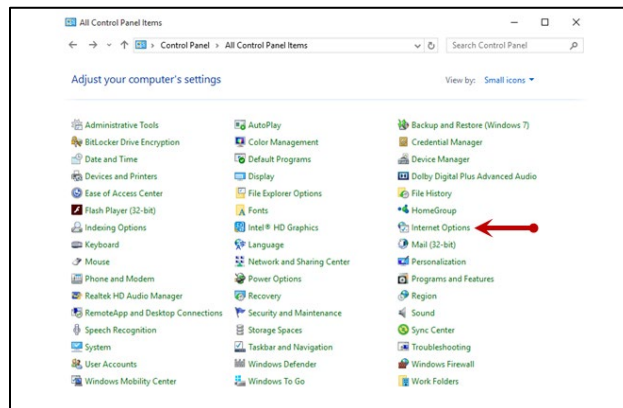 All Control Panel Items
Control Panel > All Control Panel Items
Search Control Panel
Adjust your computer's settings
View by: Small icons
Administrative Tools
AutoPlay
Backup and Restore (Windows 7)
BitLocker Drive Encryption
Color Management
Credential Manager
Date and Time
Default Programs
Device Manager
Devices and Printers
Display
Dolby Digital Plus Advanced Audio
Ease of Access Center
File Explorer Options
File History
Flash Player (32-bit)
Fonts
HomeGroup
Indexing Options
Intel® HD Graphics
Internet Options
Keyboard
Language
Mail (32-bit)
Mouse
Network and Sharing Center
Personalization
Phone and Modem
Power Options
Programs and Features
Realtek HD Audio Manager
Recovery
Region
RemoteApp and Desktop Connections
Security and Maintenance
Sound
Speech Recognition
Storage Spaces
Sync Center
System
Taskbar and Navigation
Troubleshooting
User Accounts
Windows Defender
Windows Firewall
Windows Mobility Center
Windows To Go
Work Folders